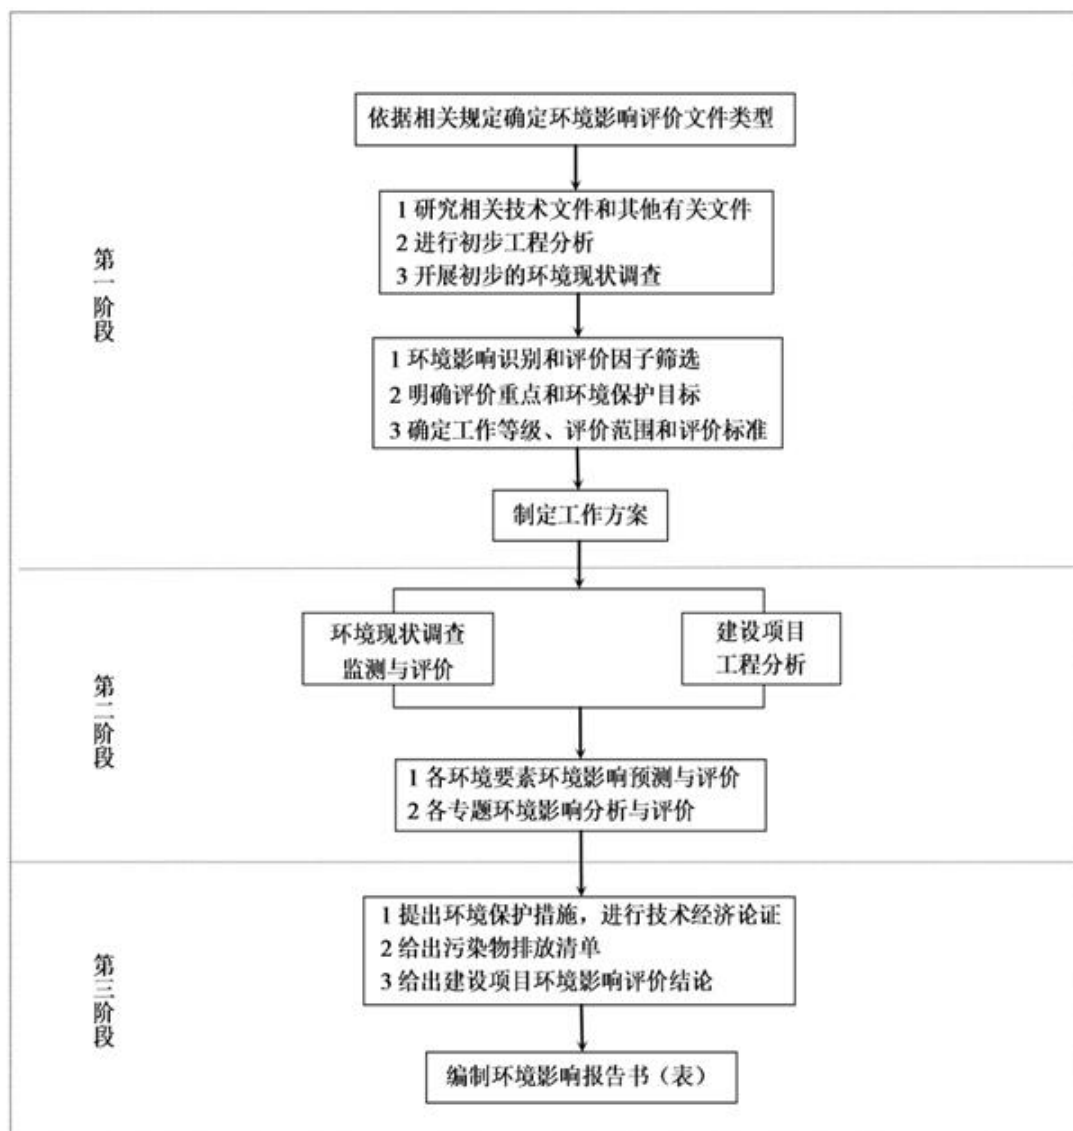 依据相关规定确定环境影响评价文件类型
1 研究相关技术文件和其他有关文件
2 进行初步工程分析
3 开展初步的环境现状调查
第一阶段
1 环境影响识别和评价因子筛选
2 明确评价重点和环境保护目标
3 确定工作等级、评价范围和评价标准
制定工作方案
环境现状调查
监测与评价
建设项目
工程分析
第二阶段
1 各环境要素环境影响预测与评价
2 各专题环境影响分析与评价
1 提出环境保护措施，进行技术经济论证
2 给出污染物排放清单
3 给出建设项目环境影响评价结论
第三阶段
编制环境影响报告书（表）